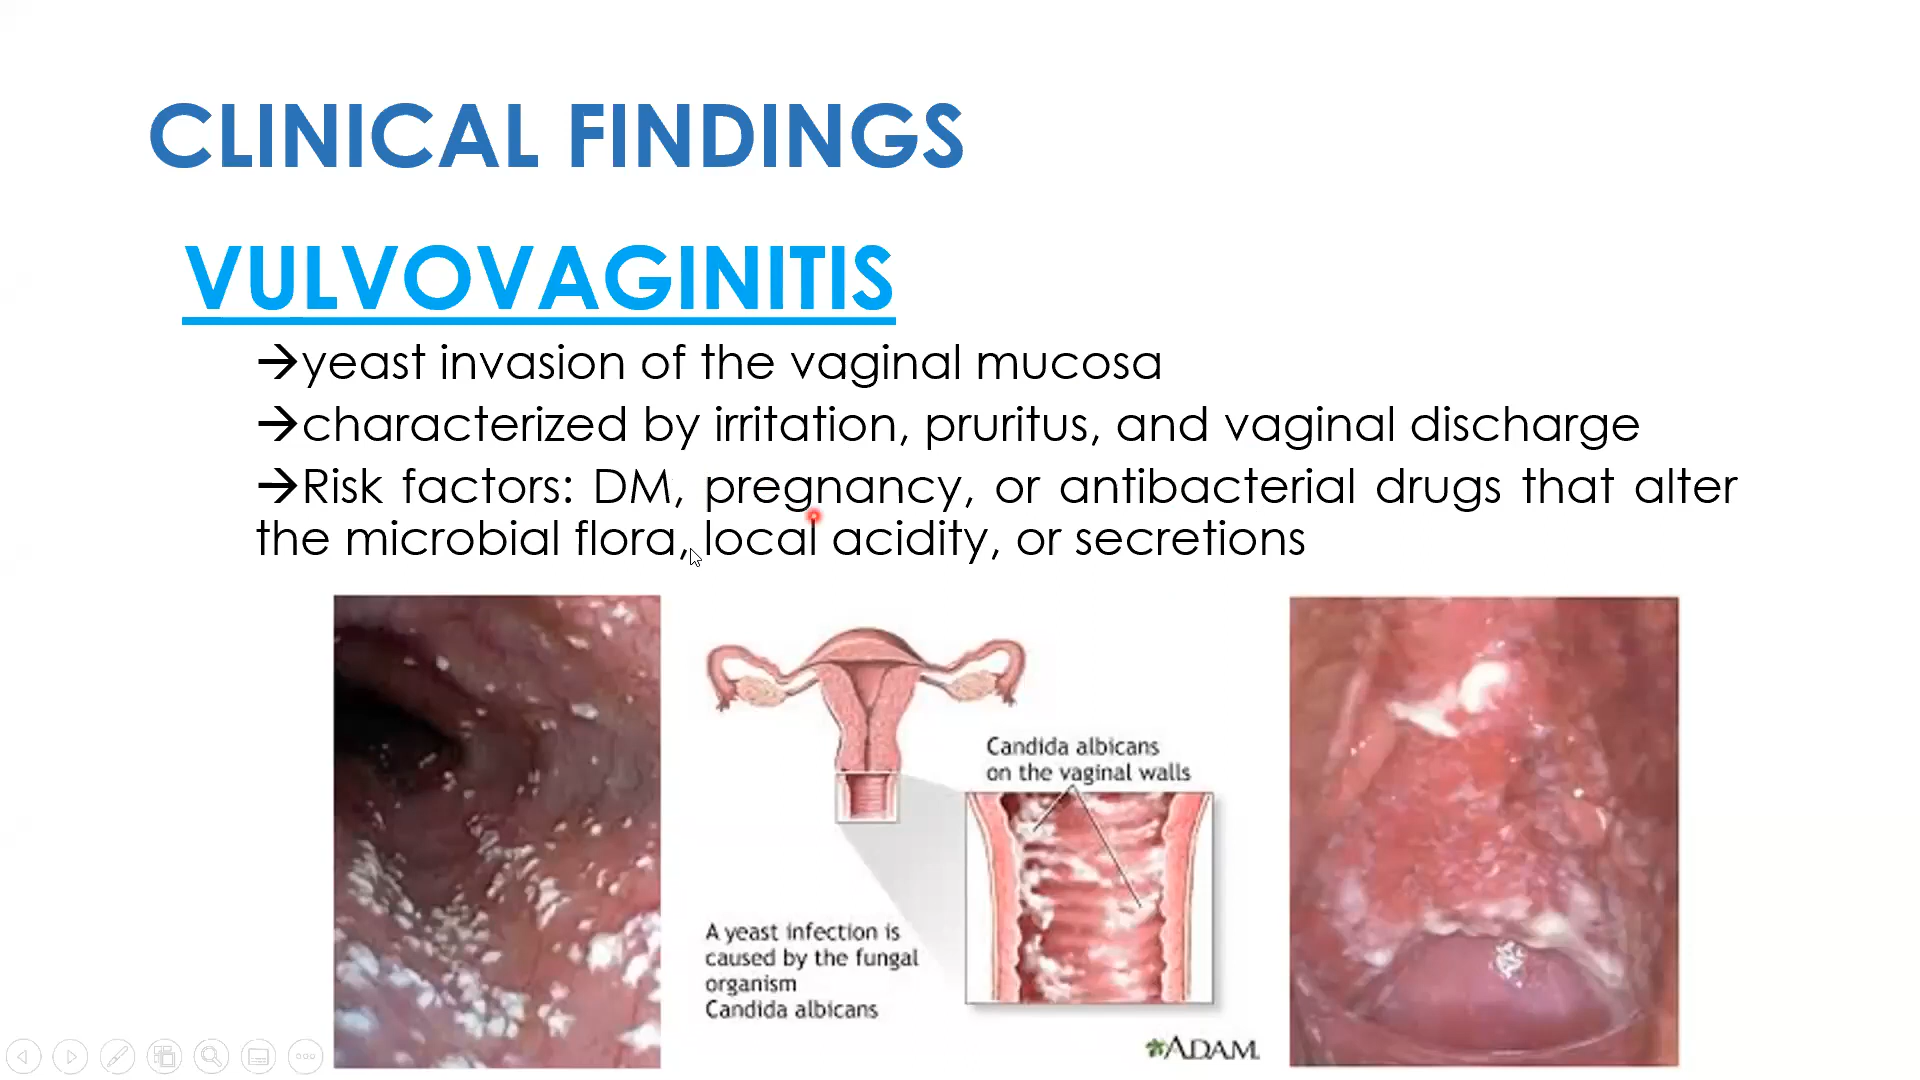 CLINICAL FINDINGS
VULVOVAGINITIS
→yeast invasion of the vaginal mucosa
→characterized by irritation, pruritus, and vaginal discharge
→Risk factors: DM, pregnancy, or antibacterial drugs that alter
the microbial flora, local acidity, or secretions
Candida albicans
on the vaginal walls
A yeast infection is
caused by the fungal
organism
Candida albicans
ADAM.